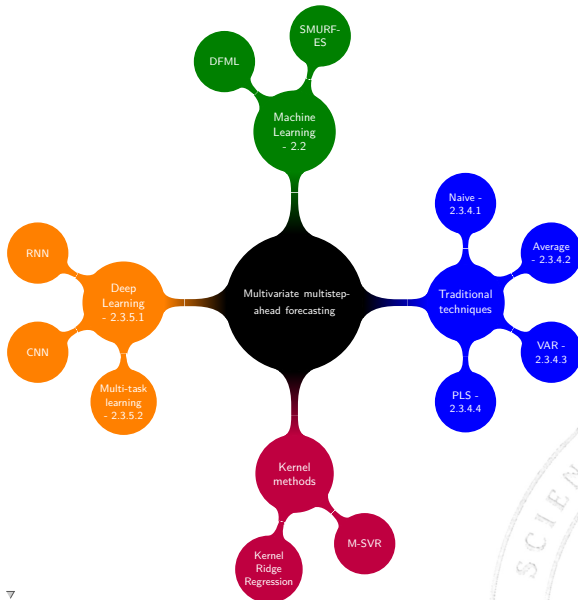 SMURF-
ES
DFML
Machine
Learning
- 2.2
Naive -
2.3.4.1
Average
- 2.3.4.2
RNN
Deep
Learning
- 2.3.5.1
Multivariate multistep-
ahead forecasting
Traditional
techniques
CNN
VAR -
2.3.4.3
Multi-task
learning
- 2.3.5.2
PLS -
2.3.4.4
Kernel
methods
M-SVR
Kernel
Ridge
Regression
SCIEN